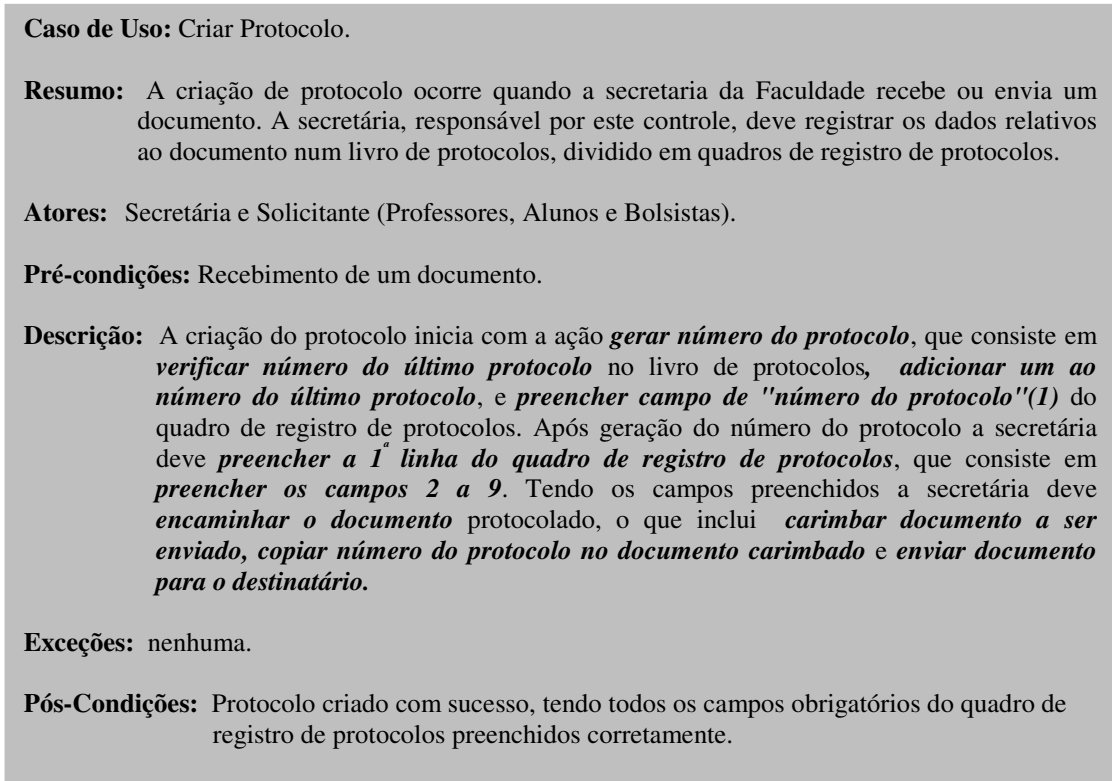 Caso de Uso: Criar Protocolo.
Resumo: A criação de protocolo ocorre quando a secretaria da Faculdade recebe ou envia um
documento. A secretária, responsável por este controle, deve registrar os dados relativos
ao documento num livro de protocolos, dividido em quadros de registro de protocolos.
Atores: Secretária e Solicitante (Professores, Alunos e Bolsistas).
Pré-condições: Recebimento de um documento.
Descrição: A criação do protocolo inicia com a ação gerar número do protocolo, que consiste em
verificar número do último protocolo no livro de protocolos, adicionar um ao
número do último protocolo, e preencher campo de "número do protocolo"(1) do
quadro de registro de protocolos. Após geração do número do protocolo a secretária
deve preencher a 1ª linha do quadro de registro de protocolos, que consiste em
preencher os campos 2 a 9. Tendo os campos preenchidos a secretária deve
encaminhar o documento protocolado, o que inclui carimbar documento a ser
enviado, copiar número do protocolo no documento carimbado e enviar documento
para o destinatário.
Exceções: nenhuma.
Pós-Condições: Protocolo criado com sucesso, tendo todos os campos obrigatórios do quadro de
registro de protocolos preenchidos corretamente.